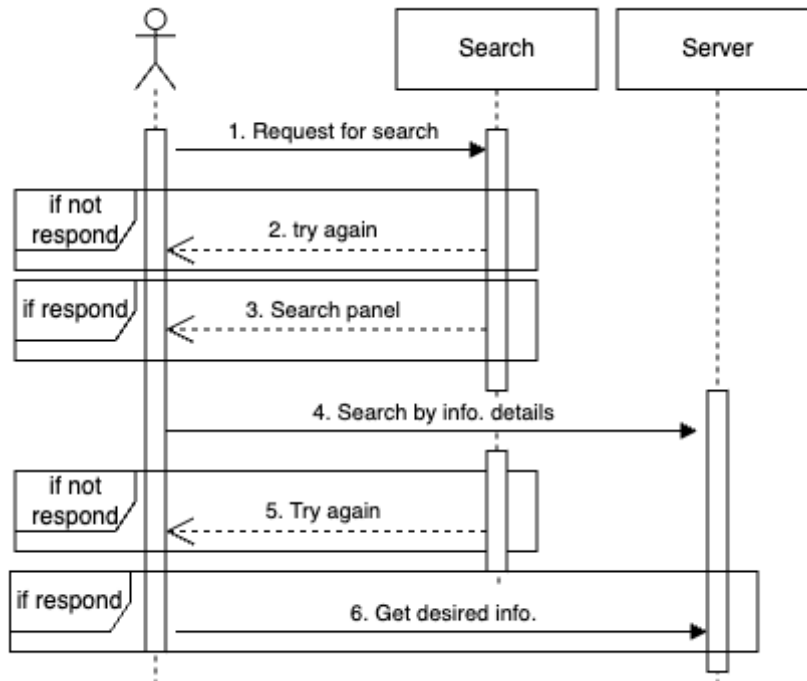 Search
Server
1. Request for search
if not
respond
2. try again
if respond
3. Search panel
4. Search by info. details
if not
respond
5. Try again
if respond
6. Get desired info.